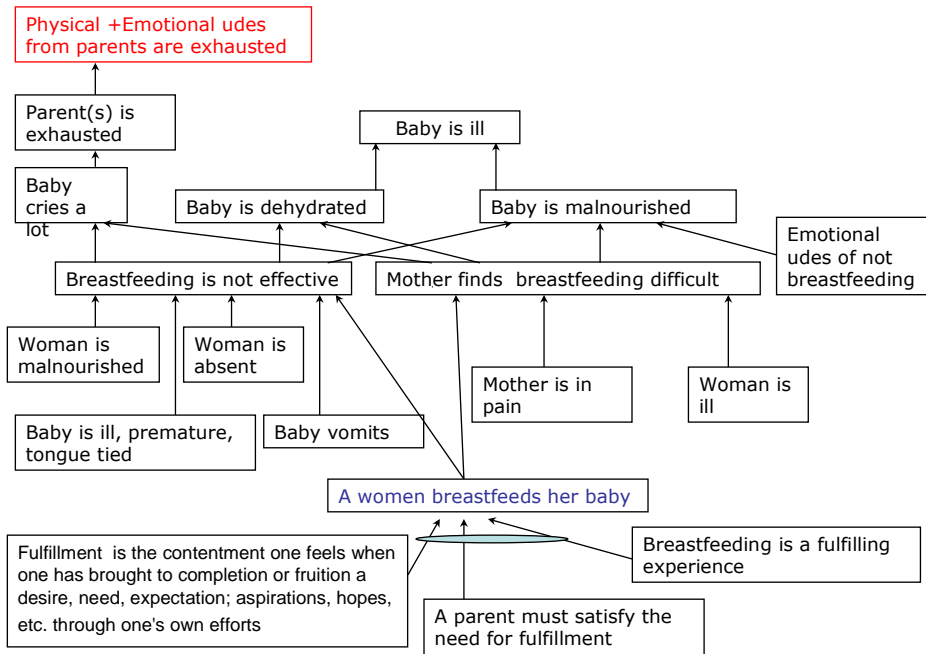 Physical +Emotional udes
from parents are exhausted
Parent(s) is
exhausted
Baby is ill
Baby
cries a
lot
Baby is dehydrated
Baby is malnourished
Emotional
udes of not
breastfeeding
Breastfeeding is not effective
Mother finds breastfeeding difficult
Woman is
malnourished
Woman is
absent
Mother is in
pain
Woman is
ill
Baby is ill, premature,
tongue tied
Baby vomits
A women breastfeeds her baby
Fulfillment is the contentment one feels when
one has brought to completion or fruition a
desire, need, expectation; aspirations, hopes,
etc. through one's own efforts
A parent must satisfy the
need for fulfillment
Breastfeeding is a fulfilling
experience